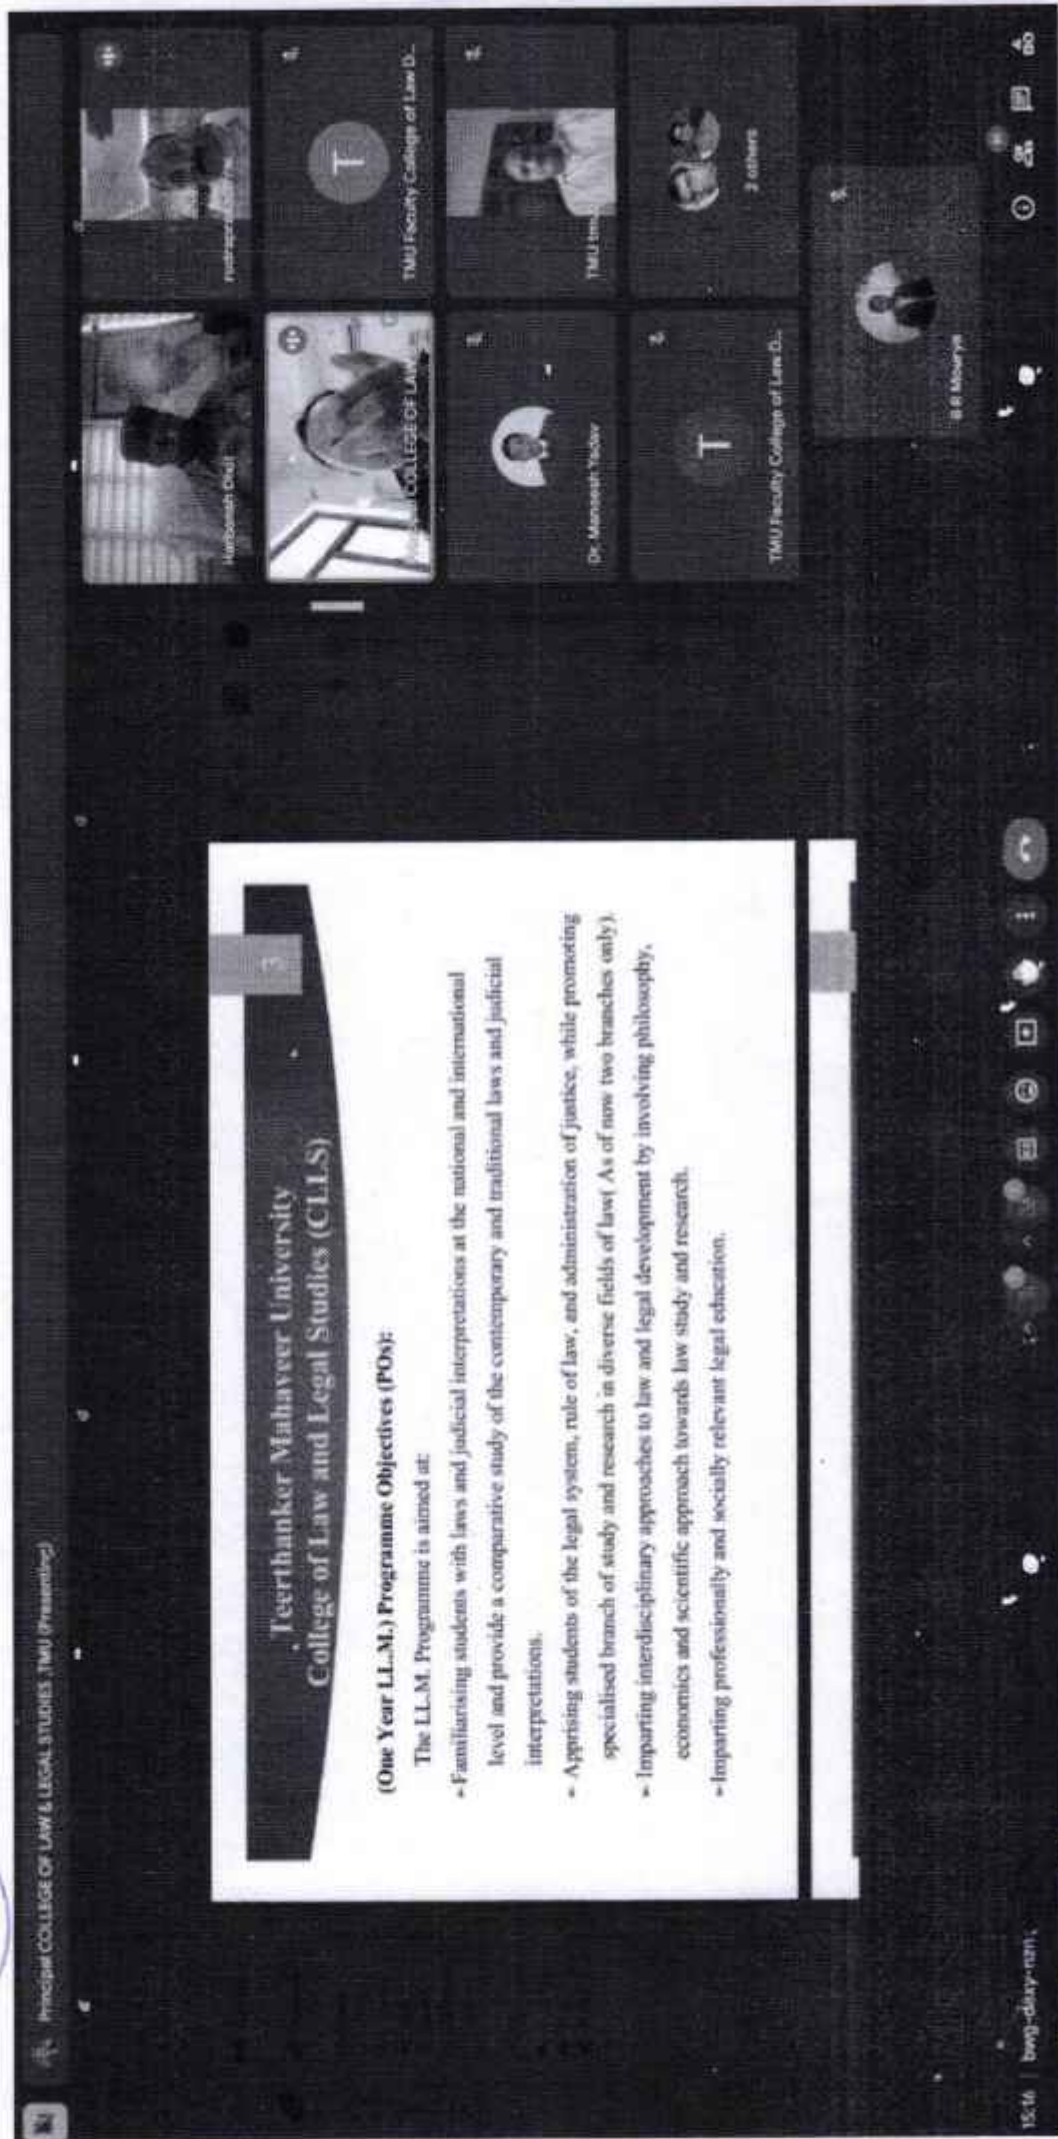 Principal COLLEGE OF LAW & LEGAL STUDIES, TMU (Presenting)
3
Teerthanker Mahaveer University
College of Law and Legal Studies (CLLS)
(One Year LL.M.) Programme Objectives (POs):
The LL.M. Programme is aimed at:
➢Familiarising students with laws and judicial interpretations at the national and international
level and provide a comparative study of the contemporary and traditional laws and judicial
interpretations.
➢ Apprising students of the legal system, rule of law, and administration of justice, while promoting
specialised branch of study and research in diverse fields of law( As of now two branches only).
➢ Imparting interdisciplinary approaches to law and legal development by involving philosophy,
economics and scientific approach towards law study and research.
➢Imparting professionally and socially relevant legal education.
Haribansh
COLLEGE OF LAW
T
TMU Faculty College of Law D...
Dr. Maneesh Yadav
TMU
T
TMU Faculty College of Law D...
2 others
B R Mourya
15:16 |